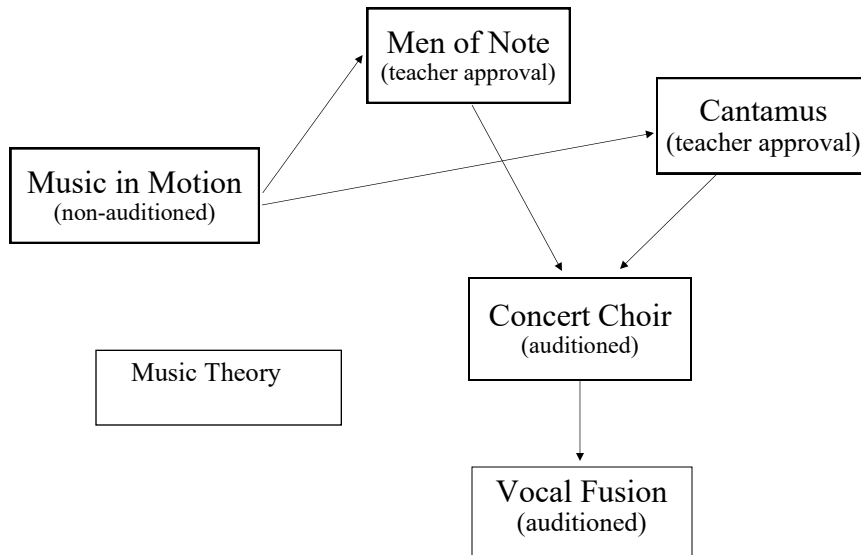 Men of Note
(teacher approval)
Cantamus
(teacher approval)
Music in Motion
(non-auditioned)
Concert Choir
(auditioned)
Music Theory
Vocal Fusion
(auditioned)